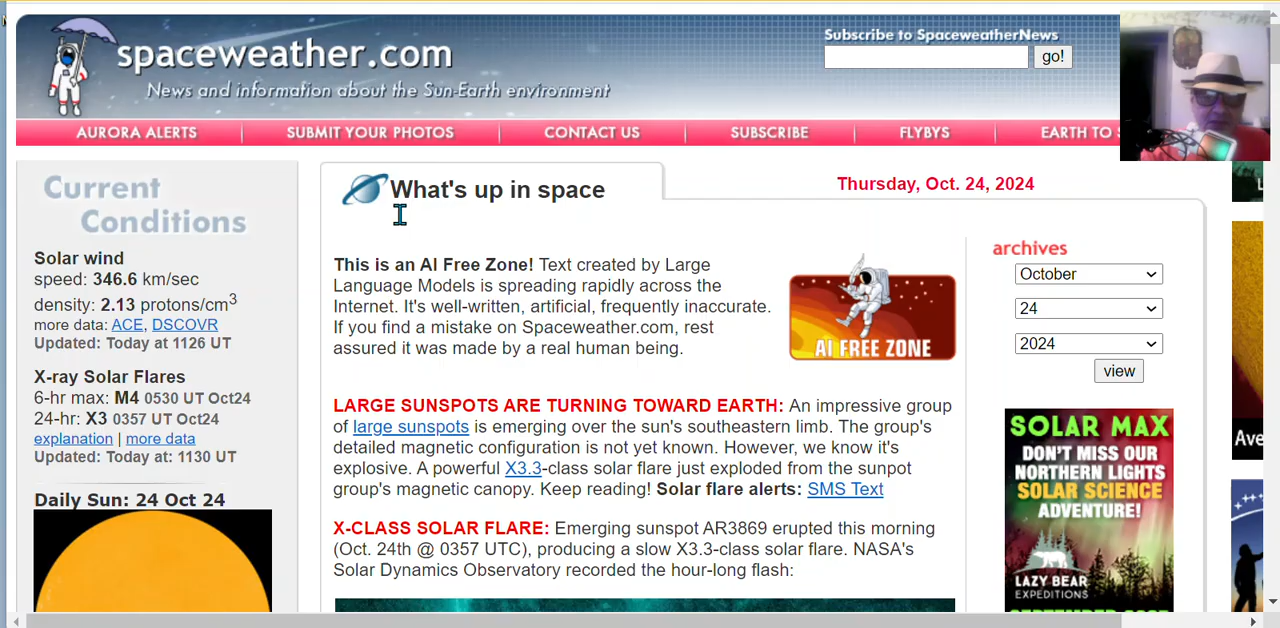 spaceweather.com
News and information about the Sun-Earth environment
Subscribe to SpaceweatherNews
go!
AURORA ALERTS
SUBMIT YOUR PHOTOS
CONTACT US
SUBSCRIBE
FLYBYS
EARTH TO
Current
Conditions
Solar wind
speed: 346.6 km/sec
density: 2.13 protons/cm3
more data: ACE, DSCOVR
Updated: Today at 1126 UT
X-ray Solar Flares
6-hr max: M4 0530 UT Oct24
24-hr: X3 0357 UT Oct24
explanation | more data
Updated: Today at: 1130 UT
Daily Sun: 24 Oct 24
What's up in space
Thursday, Oct. 24, 2024
This is an AI Free Zone! Text created by Large
Language Models is spreading rapidly across the
Internet. It's well-written, artificial, frequently inaccurate.
If you find a mistake on Spaceweather.com, rest
assured it was made by a real human being.
AI FREE ZONE
LARGE SUNSPOTS ARE TURNING TOWARD EARTH: An impressive group
of large sunspots is emerging over the sun's southeastern limb. The group's
detailed magnetic configuration is not yet known. However, we know it's
explosive. A powerful X3.3-class solar flare just exploded from the sunpot
group's magnetic canopy. Keep reading! Solar flare alerts: SMS Text
X-CLASS SOLAR FLARE: Emerging sunspot AR3869 erupted this morning
(Oct. 24th @ 0357 UTC), producing a slow X3.3-class solar flare. NASA's
Solar Dynamics Observatory recorded the hour-long flash:
archives
October
24
2024
view
SOLAR MAX
DON'T MISS OUR
NORTHERN LIGHTS
SOLAR SCIENCE
ADVENTURE!
LAZY BEAR
EXPEDITIONS
Ave